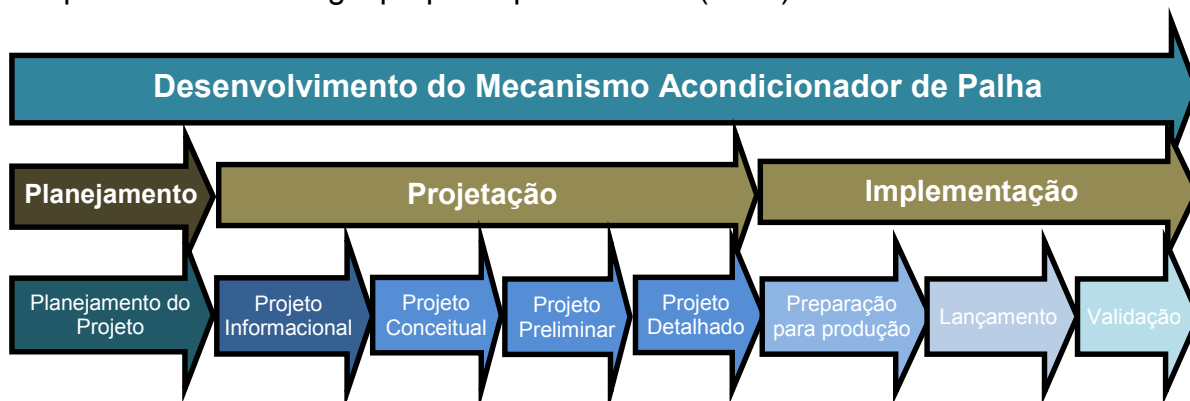 Desenvolvimento do Mecanismo Acondicionador de Palha
Planejamento
Projetação
Implementação
Planejamento do
Projeto
Projeto
Informacional
Projeto
Conceitual
Projeto
Preliminar
Projeto
Detalhado
Preparação
para produção
Lançamento
Validação